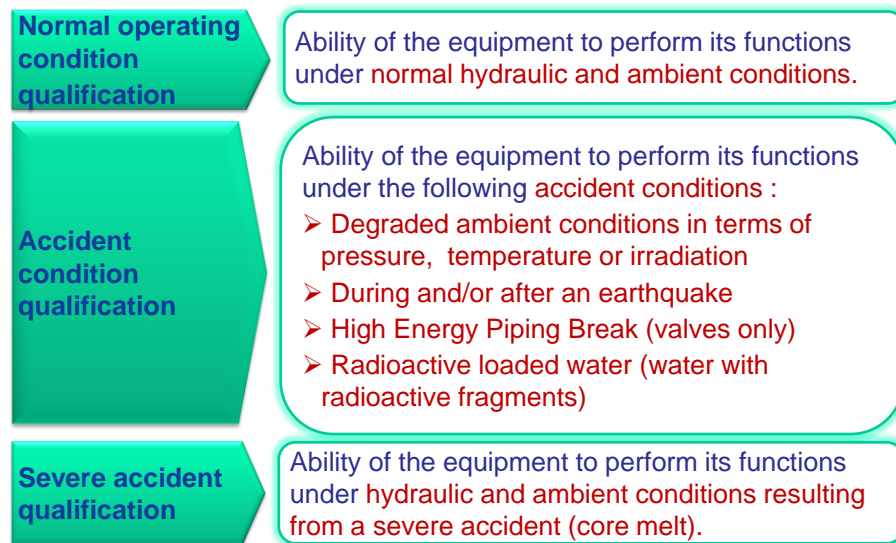 Normal operating
condition
qualification
Ability of the equipment to perform its functions
under normal hydraulic and ambient conditions.
Accident
condition
qualification
Ability of the equipment to perform its functions
under the following accident conditions :
➢ Degraded ambient conditions in terms of
pressure, temperature or irradiation
➢ During and/or after an earthquake
➢ High Energy Piping Break (valves only)
➢ Radioactive loaded water (water with
radioactive fragments)
Severe accident
qualification
Ability of the equipment to perform its functions
under hydraulic and ambient conditions resulting
from a severe accident (core melt).